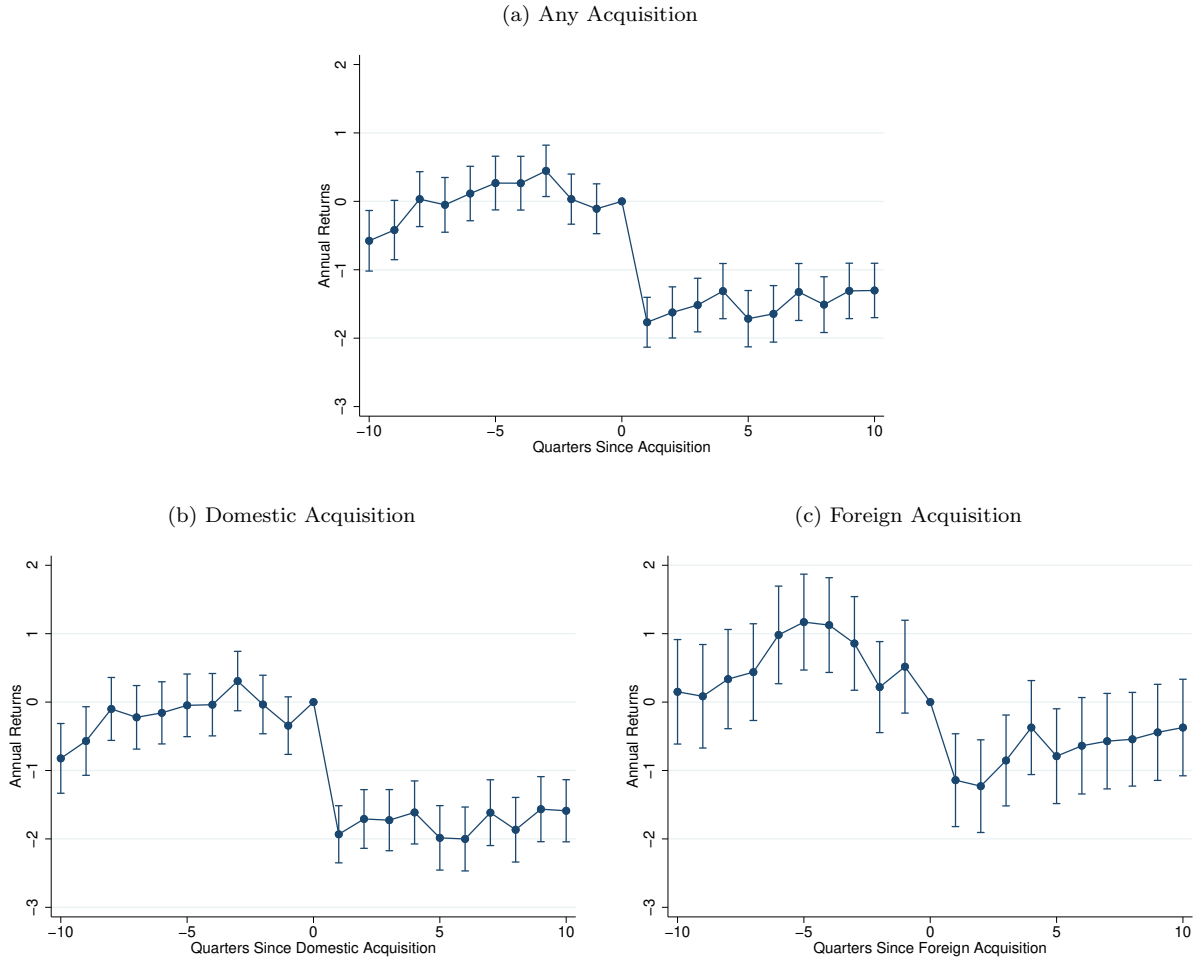 (a) Any Acquisition
Annual Returns
2
1
0
−1
−2
−3
−10 −5 0 5 10
Quarters Since Acquisition
(b) Domestic Acquisition
Annual Returns
2
1
0
−1
−2
−3
−10 −5 0 5 10
Quarters Since Domestic Acquisition
(c) Foreign Acquisition
Annual Returns
2
1
0
−1
−2
−3
−10 −5 0 5 10
Quarters Since Foreign Acquisition